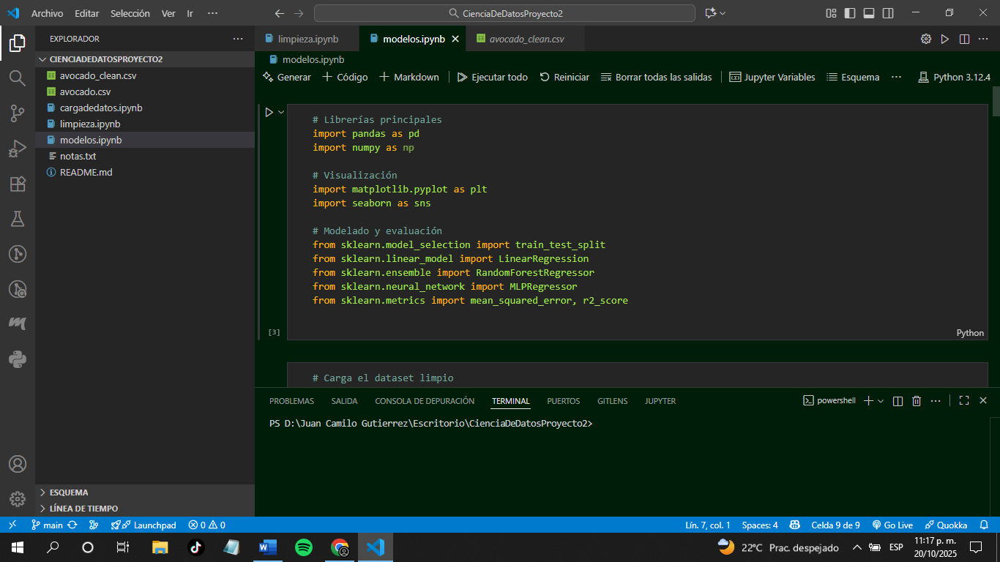 Archivo Editar Selección Ver Ir ··· CienciaDeDatosProyecto2
EXPLORADOR ···
CIENCIADEDATOSPROYECTO2
avocado_clean.csv
avocado.csv
cargadedatos.ipynb
limpieza.ipynb
modelos.ipynb
notas.txt
README.md
ESQUEMA
LÍNEA DE TIEMPO
limpieza.ipynb modelos.ipynb avocado_clean.csv
modelos.ipynb
Generar Código Markdown Ejecutar todo Reiniciar Borrar todas las salidas Jupyter Variables Esquema ··· Python 3.12.4
# Librerías principales
import pandas as pd
import numpy as np
# Visualización
import matplotlib.pyplot as plt
import seaborn as sns
# Modelado y evaluación
from sklearn.model_selection import train_test_split
from sklearn.linear_model import LinearRegression
from sklearn.ensemble import RandomForestRegressor
from sklearn.neural_network import MLPRegressor
from sklearn.metrics import mean_squared_error, r2_score
[3] Python
# Carga el dataset limpio
PROBLEMAS SALIDA CONSOLA DE DEPURACIÓN TERMINAL PUERTOS GITLENS JUPYTER powershell
PS D:\Juan Camilo Gutierrez\Escritorio\CienciaDeDatosProyecto2>
main Launchpad 0 0 Lín. 7, col. 1 Spaces: 4 Celda 9 de 9 Go Live Quokka
22°C Prac. despejado ESP 11:17 p. m.
20/10/2025